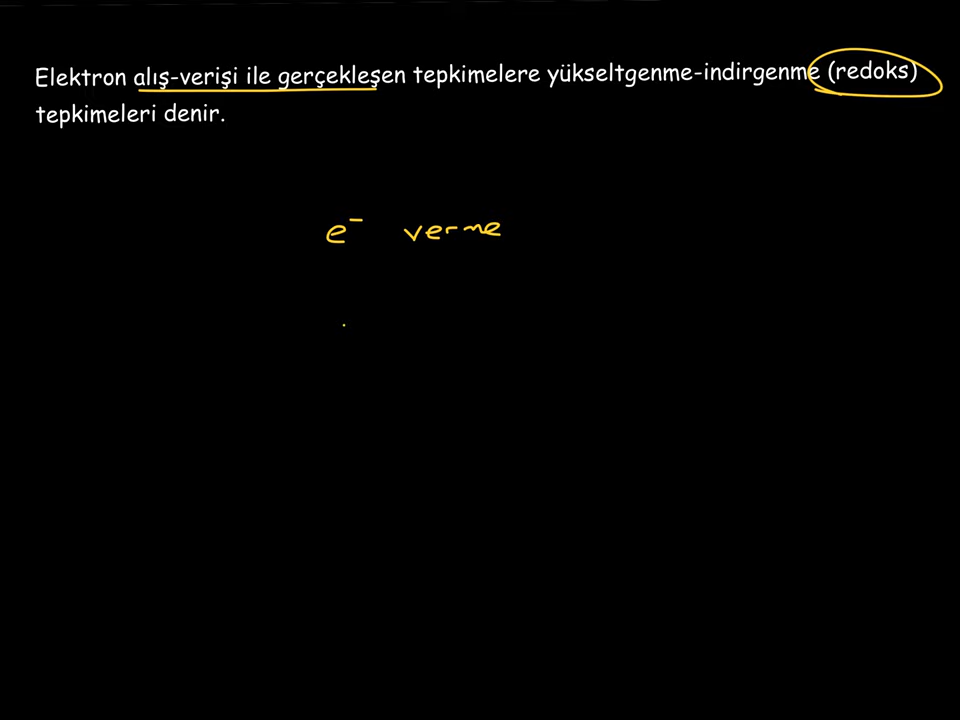 Elektron alış-verişi ile gerçekleşen tepkimelere yükseltgenme-indirgenme (redoks)
tepkimeleri denir.
e⁻ verme